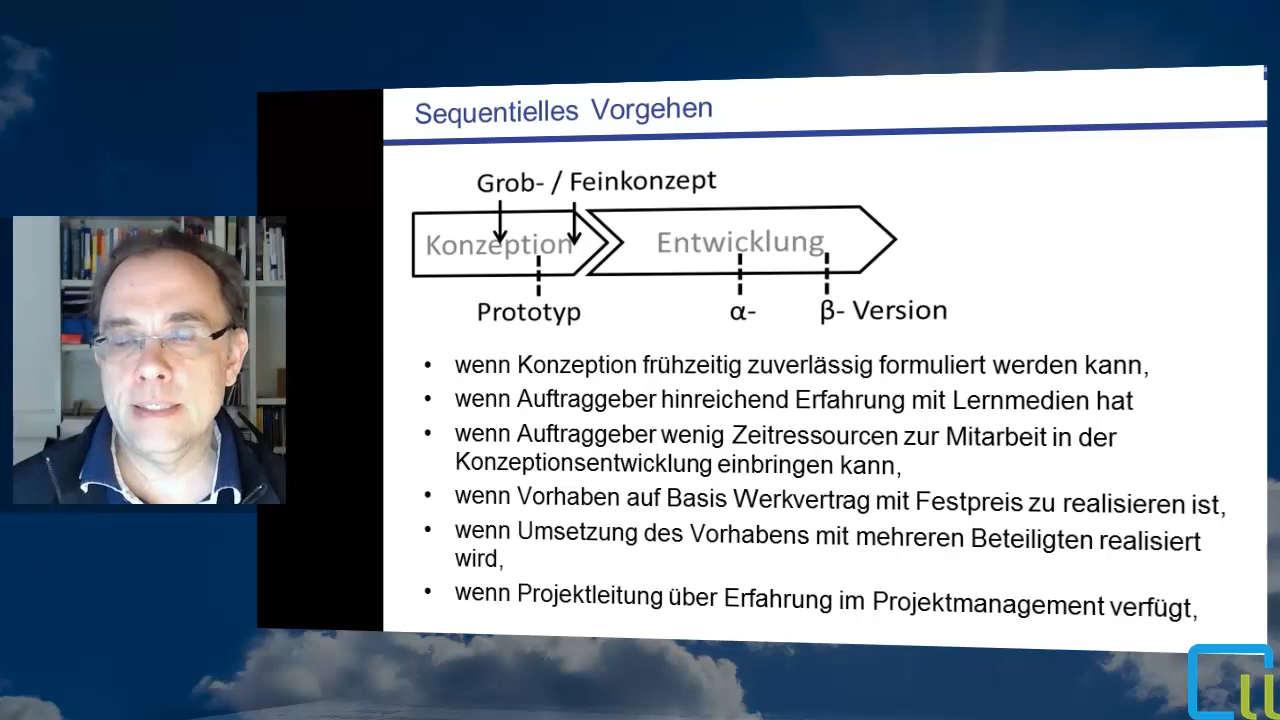 Sequentielles Vorgehen
Grob- / Feinkonzept
Konzeption
Entwicklung
Prototyp
α-
β- Version
• wenn Konzeption frühzeitig zuverlässig formuliert werden kann,
• wenn Auftraggeber hinreichend Erfahrung mit Lernmedien hat
• wenn Auftraggeber wenig Zeitressourcen zur Mitarbeit in der
Konzeptionsentwicklung einbringen kann,
• wenn Vorhaben auf Basis Werkvertrag mit Festpreis zu realisieren ist,
• wenn Umsetzung des Vorhabens mit mehreren Beteiligten realisiert
wird,
• wenn Projektleitung über Erfahrung im Projektmanagement verfügt,